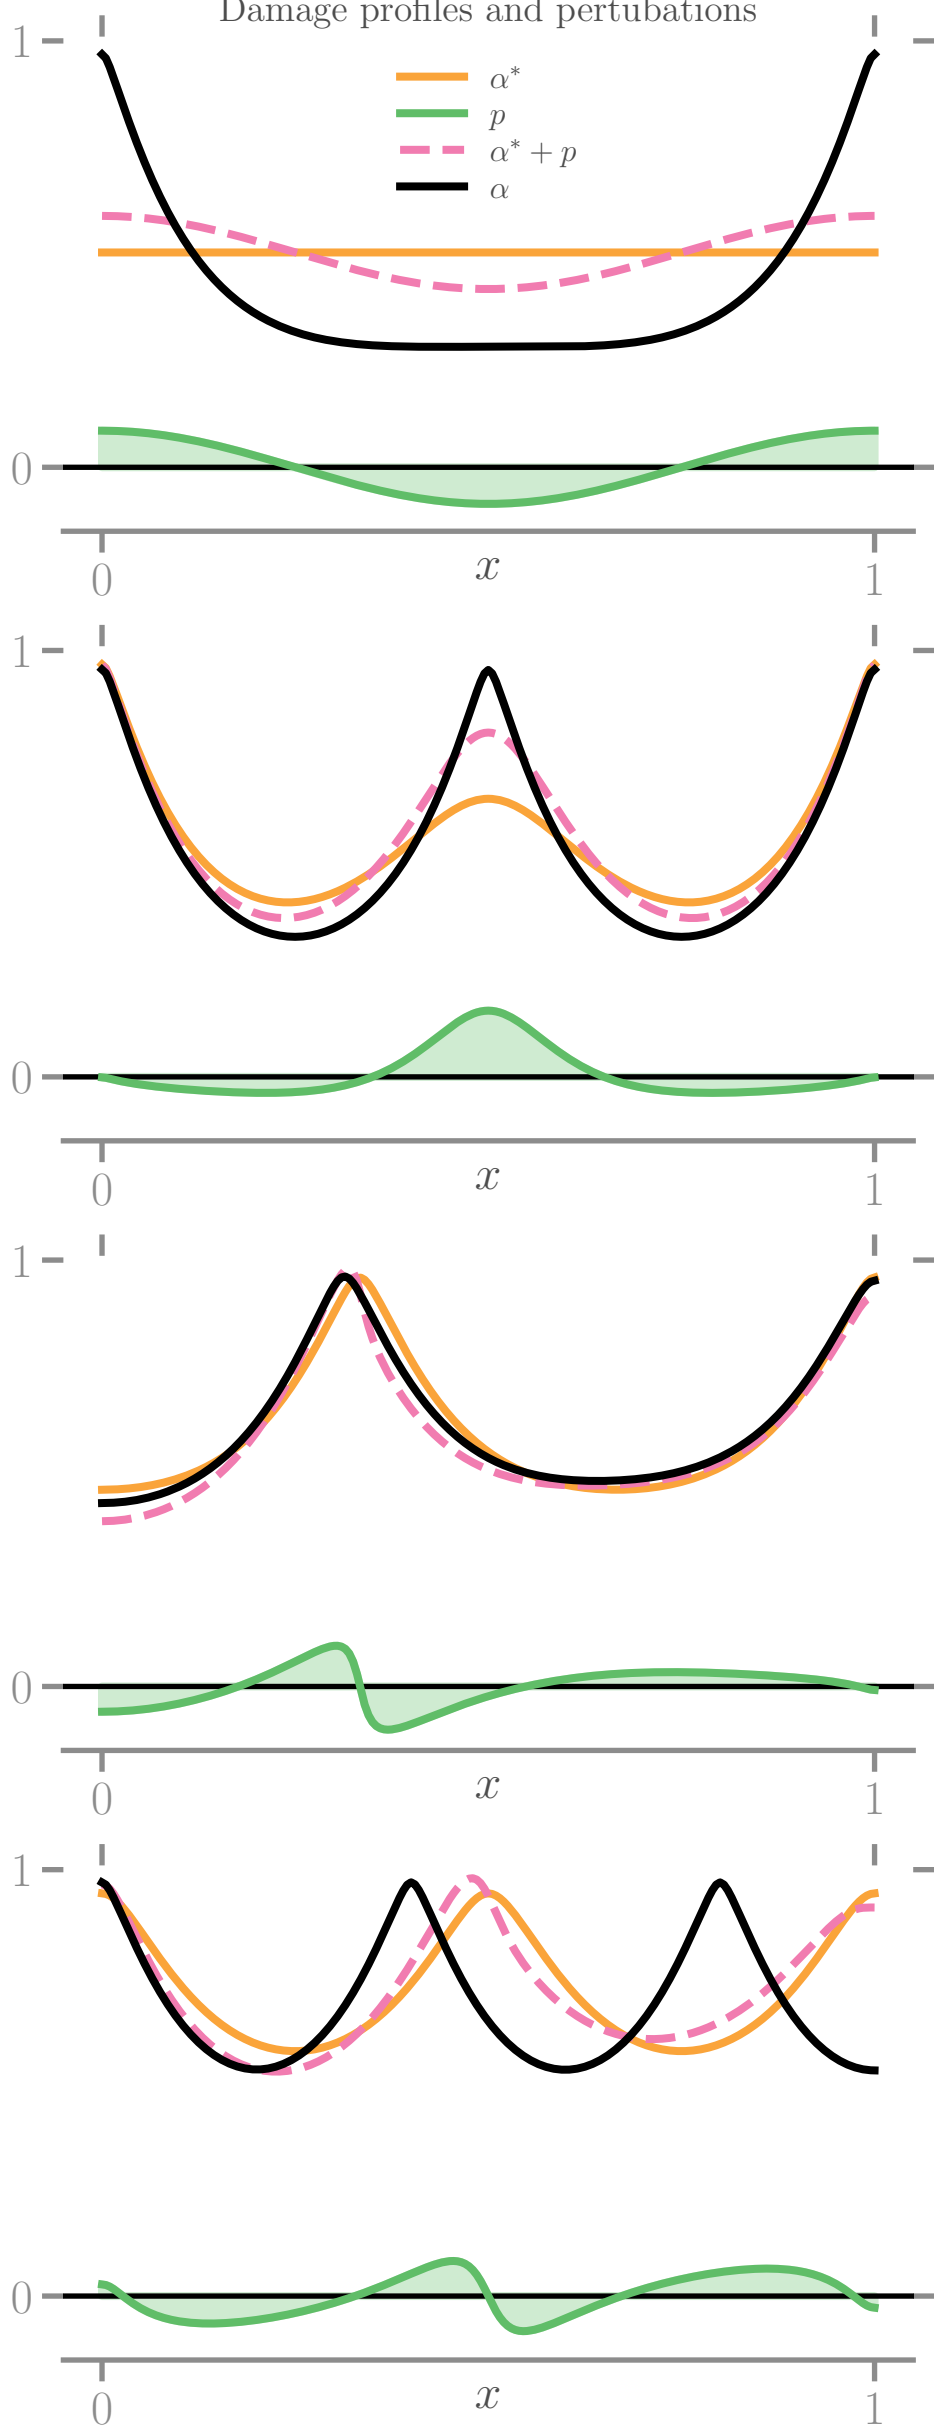 Damage profiles and pertubations
1
α* 
p
α* + p
α
0
0 x 1
1
0
0 x 1
1
0
0 x 1
1
0
0 x 1